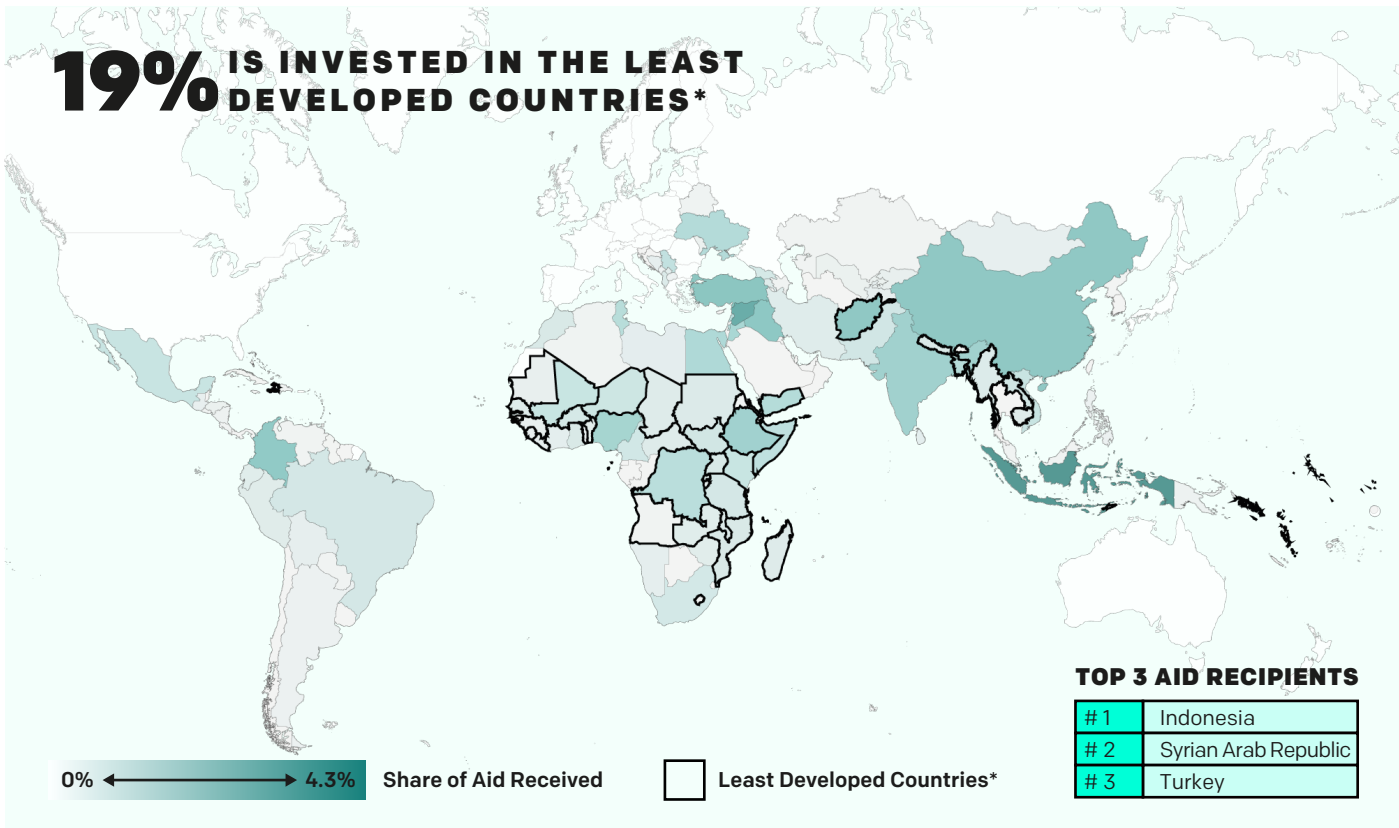 19% IS INVESTED IN THE LEAST
DEVELOPED COUNTRIES*
TOP 3 AID RECIPIENTS
# 1 Indonesia
# 2 Syrian Arab Republic
# 3 Turkey
0% 4.3% Share of Aid Received
Least Developed Countries*